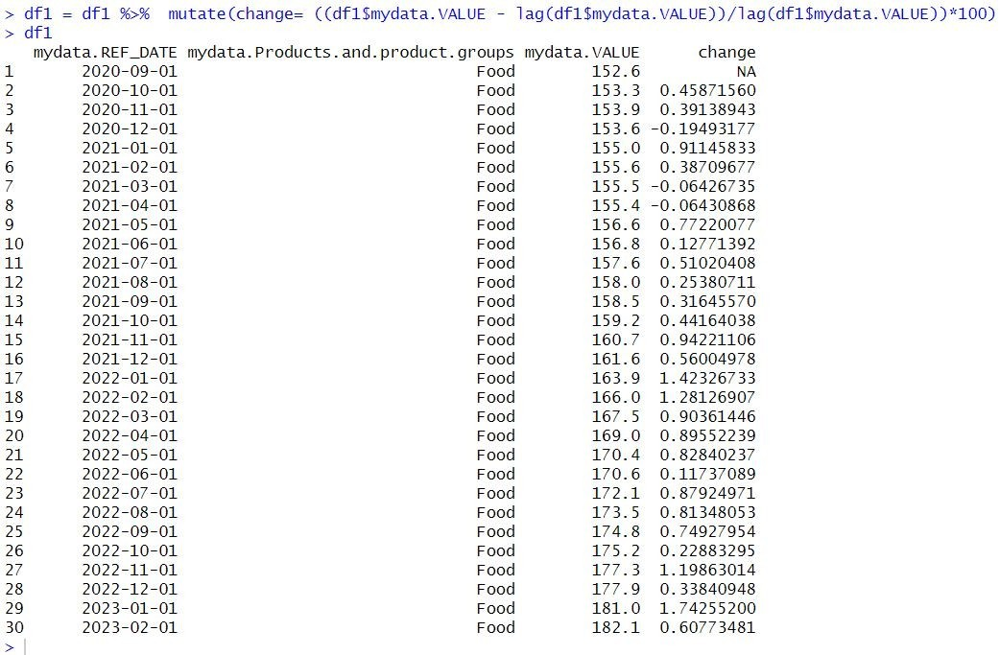 > df1 = df1 %>%  mutate(change= ((df1$mydata.VALUE - lag(df1$mydata.VALUE))/lag(df1$mydata.VALUE))*100)
> df1
mydata.REF_DATE mydata.Products.and.product.groups mydata.VALUE change
1 2020-09-01 Food 152.6 NA
2 2020-10-01 Food 153.3 0.45871560
3 2020-11-01 Food 153.9 0.39138943
4 2020-12-01 Food 153.6 -0.19493177
5 2021-01-01 Food 155.0 0.91145833
6 2021-02-01 Food 155.6 0.38709677
7 2021-03-01 Food 155.5 -0.06426735
8 2021-04-01 Food 155.4 -0.06430868
9 2021-05-01 Food 156.6 0.77220077
10 2021-06-01 Food 156.8 0.12771392
11 2021-07-01 Food 157.6 0.51020408
12 2021-08-01 Food 158.0 0.25380711
13 2021-09-01 Food 158.5 0.31645570
14 2021-10-01 Food 159.2 0.44164038
15 2021-11-01 Food 160.7 0.94221106
16 2021-12-01 Food 161.6 0.56004978
17 2022-01-01 Food 163.9 1.42326733
18 2022-02-01 Food 166.0 1.28126907
19 2022-03-01 Food 167.5 0.90361446
20 2022-04-01 Food 169.0 0.89552239
21 2022-05-01 Food 170.4 0.82840237
22 2022-06-01 Food 170.6 0.11737089
23 2022-07-01 Food 172.1 0.87924971
24 2022-08-01 Food 173.5 0.81348053
25 2022-09-01 Food 174.8 0.74927954
26 2022-10-01 Food 175.2 0.22883295
27 2022-11-01 Food 177.3 1.19863014
28 2022-12-01 Food 177.9 0.33840948
29 2023-01-01 Food 181.0 1.74255200
30 2023-02-01 Food 182.1 0.60773481
>